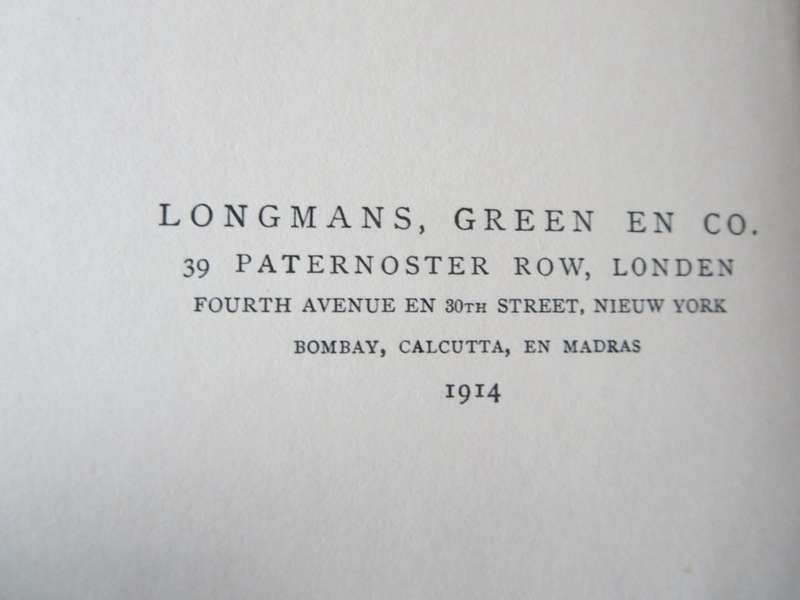 LONGMANS, GREEN EN CO.
39 PATERNOSTER ROW, LONDEN
FOURTH AVENUE EN 30TH STREET, NIEUW YORK
BOMBAY, CALCUTTA, EN MADRAS
1914